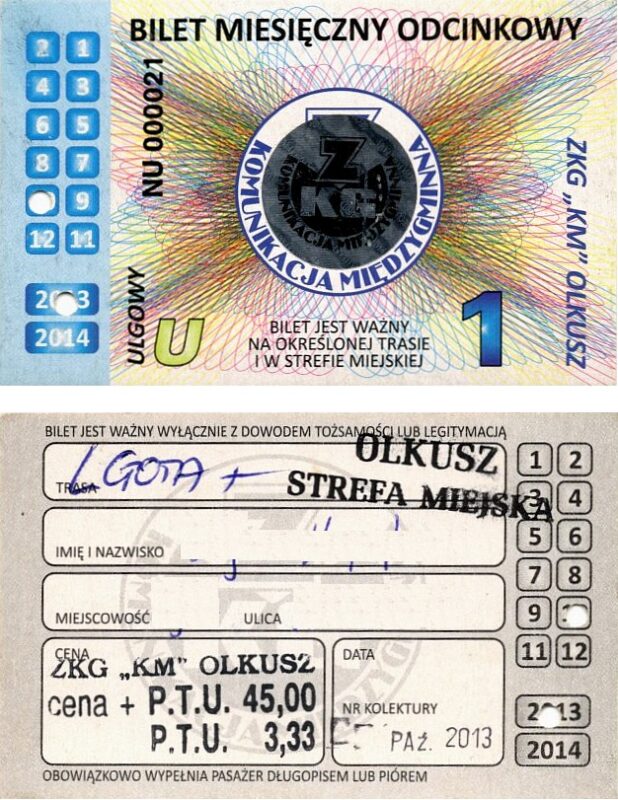 BILET MIESIĘCZNY ODCINKOWY
2 1
4 3
6 5
8 7
9
12 11
2013
2014
NU 0000021
KOMUNIKACJA MIĘDZYGMINNA
ZKG
KOMUNIKACJA MIĘDZYGMINNA
ZKG „KM” OLKUSZ
ULGOWY
U
BILET JEST WAŻNY
NA OKREŚLONEJ TRASIE
I W STREFIE MIEJSKIEJ
1
BILET JEST WAŻNY WYŁĄCZNIE Z DOWODEM TOŻSAMOŚCI LUB LEGITYMACJĄ
TRASA
LGOTA +
OLKUSZ
STREFA MIEJSKA
1 2
3 4
IMIĘ I NAZWISKO
5 6
7 8
MIEJSCOWOŚĆ ULICA
9
11 12
CENA
ZKG „KM” OLKUSZ
cena + P.T.U. 45,00
P.T.U. 3,33
DATA
NR KOLEKTURY
PAŹ. 2013
2013
2014
OBOWIĄZKOWO WYPEŁNIA PASAŻER DŁUGOPISEM LUB PIÓREM